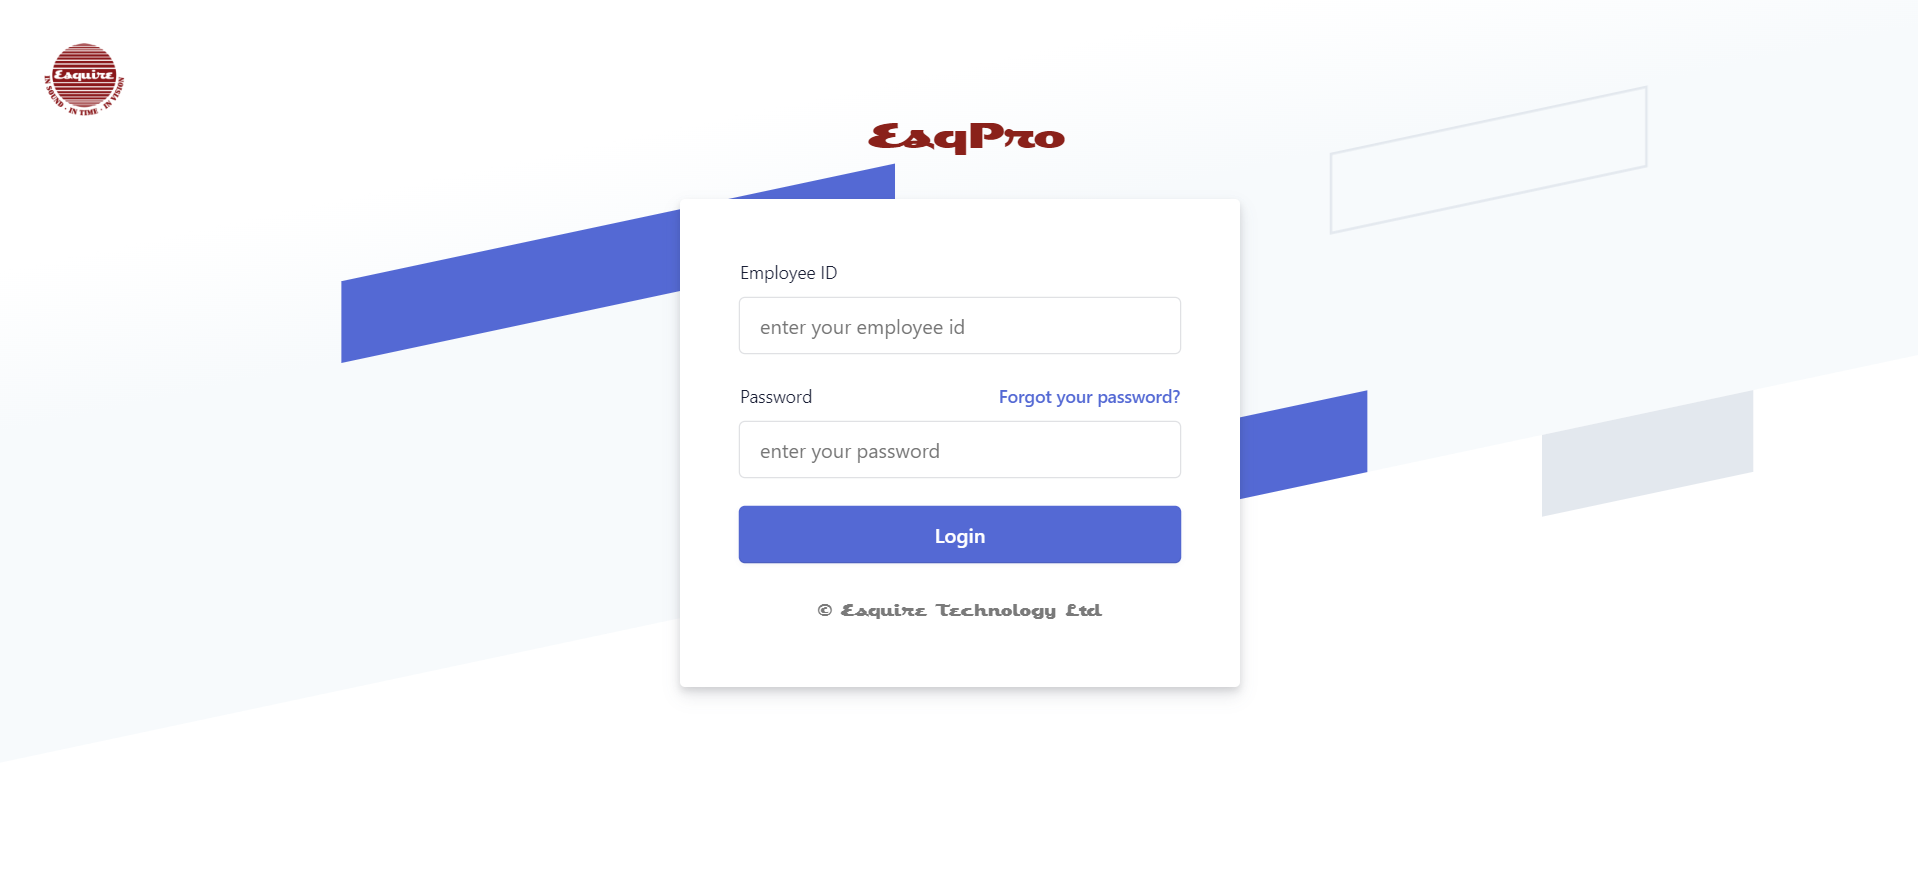 Esquire
IN SOUND · IN TIME · IN VISION
EsqPro
Employee ID
enter your employee id
Password
Forgot your password?
enter your password
Login
© Esquire Technology Ltd